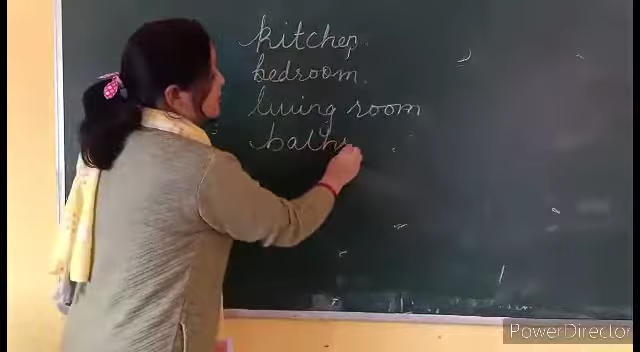 kitchen.
bedroom.
living room
bath
PowerDirector